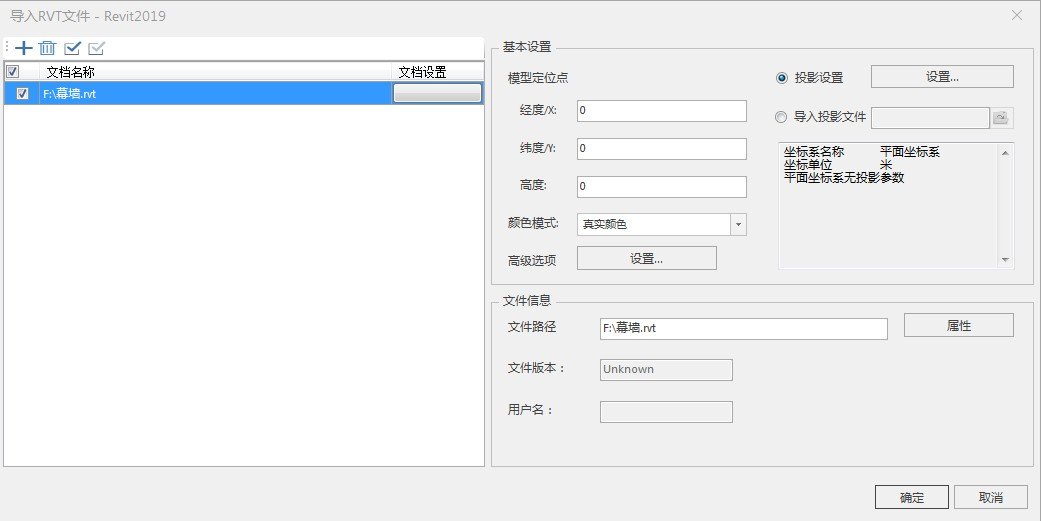 导入RVT文件 - Revit2019
文档名称 文档设置
F:\幕墙.rvt
基本设置
模型定位点
投影设置 设置...
经度/X: 0
导入投影文件
纬度/Y: 0
坐标系名称 平面坐标系
坐标单位 米
平面坐标系无投影参数
高度: 0
颜色模式: 真实颜色
高级选项 设置...
文件信息
文件路径 F:\幕墙.rvt 属性
文件版本： Unknown
用户名：
确定 取消